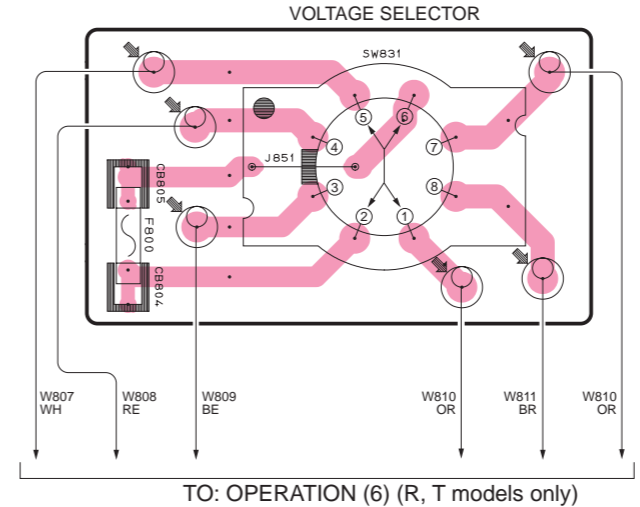 VOLTAGE SELECTOR
SW831
5
6
4
7
J851
CB805
3
8
F800
2
1
CB804
W807
WH
W808
RE
W809
BE
W810
OR
W811
BR
W810
OR
TO: OPERATION (6) (R, T models only)